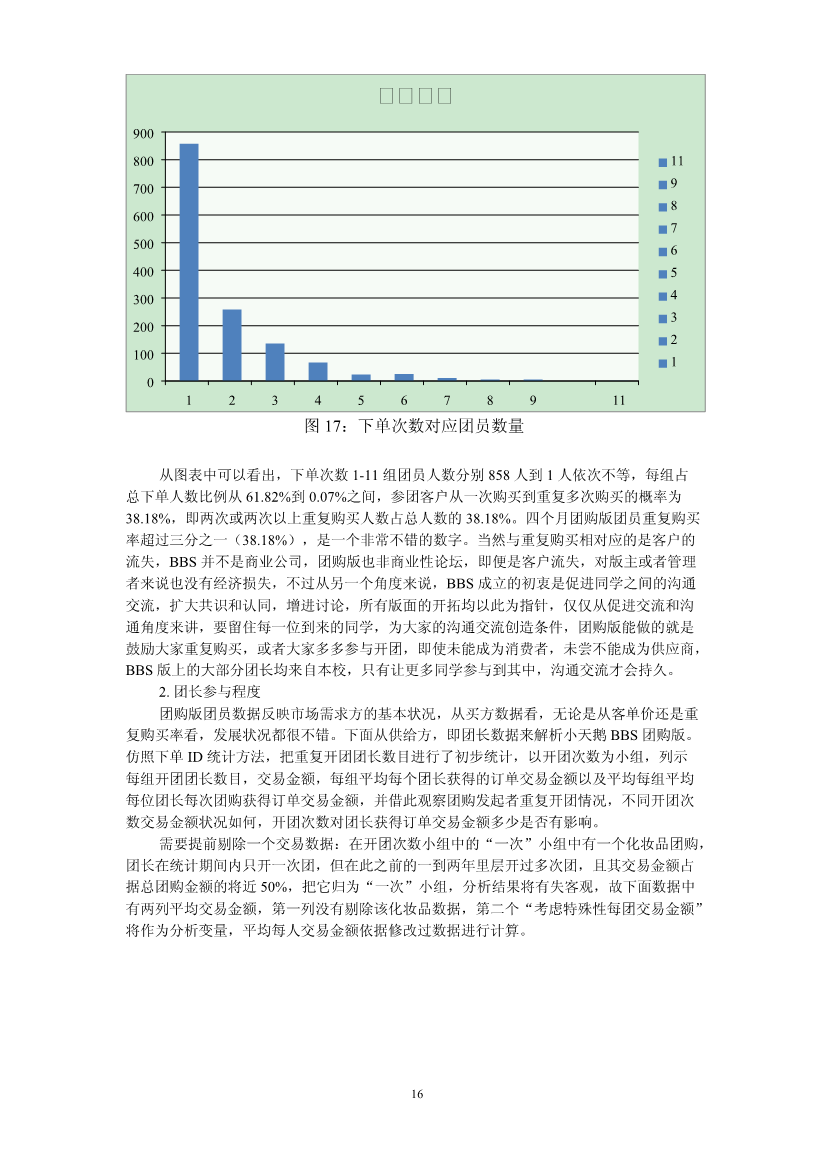 900
800
700
600
500
400
300
200
100
0
1 2 3 4 5 6 7 8 9 11
11
9
8
7
6
5
4
3
2
1
图 17：下单次数对应团员数量
从图表中可以看出，下单次数 1-11 组团员人数分别 858 人到 1 人依次不等，每组占
总下单人数比例从 61.82%到 0.07%之间，参团客户从一次购买到重复多次购买的概率为
38.18%，即两次或两次以上重复购买人数占总人数的 38.18%。四个月团购版团员重复购买
率超过三分之一（38.18%），是一个非常不错的数字。当然与重复购买相对应的是客户的
流失，BBS 并不是商业公司，团购版也非商业性论坛，即便是客户流失，对版主或者管理
者来说也没有经济损失，不过从另一个角度来说，BBS 成立的初衷是促进同学之间的沟通
交流，扩大共识和认同，增进讨论，所有版面的开拓均以此为指针，仅仅从促进交流和沟
通角度来讲，要留住每一位到来的同学，为大家的沟通交流创造条件，团购版能做的就是
鼓励大家重复购买，或者大家多多参与开团，即使未能成为消费者，未尝不能成为供应商，
BBS 版上的大部分团长均来自本校，只有让更多同学参与到其中，沟通交流才会持久。
2. 团长参与程度
团购版团员数据反映市场需求方的基本状况，从买方数据看，无论是从客单价还是重
复购买率看，发展状况都很不错。下面从供给方，即团长数据来解析小天鹅 BBS 团购版。
仿照下单 ID 统计方法，把重复开团团长数目进行了初步统计，以开团次数为小组，列示
每组开团团长数目，交易金额，每组平均每个团长获得的订单交易金额以及平均每组平均
每位团长每次团购获得订单交易金额，并借此观察团购发起者重复开团情况，不同开团次
数交易金额状况如何，开团次数对团长获得订单交易金额多少是否有影响。
需要提前剔除一个交易数据：在开团次数小组中的“一次”小组中有一个化妆品团购，
团长在统计期间内只开一次团，但在此之前的一到两年里层开过多次团，且其交易金额占
据总团购金额的将近 50%，把它归为“一次”小组，分析结果将有失客观，故下面数据中
有两列平均交易金额，第一列没有剔除该化妆品数据，第二个“考虑特殊性每团交易金额”
将作为分析变量，平均每人交易金额依据修改过数据进行计算。
16